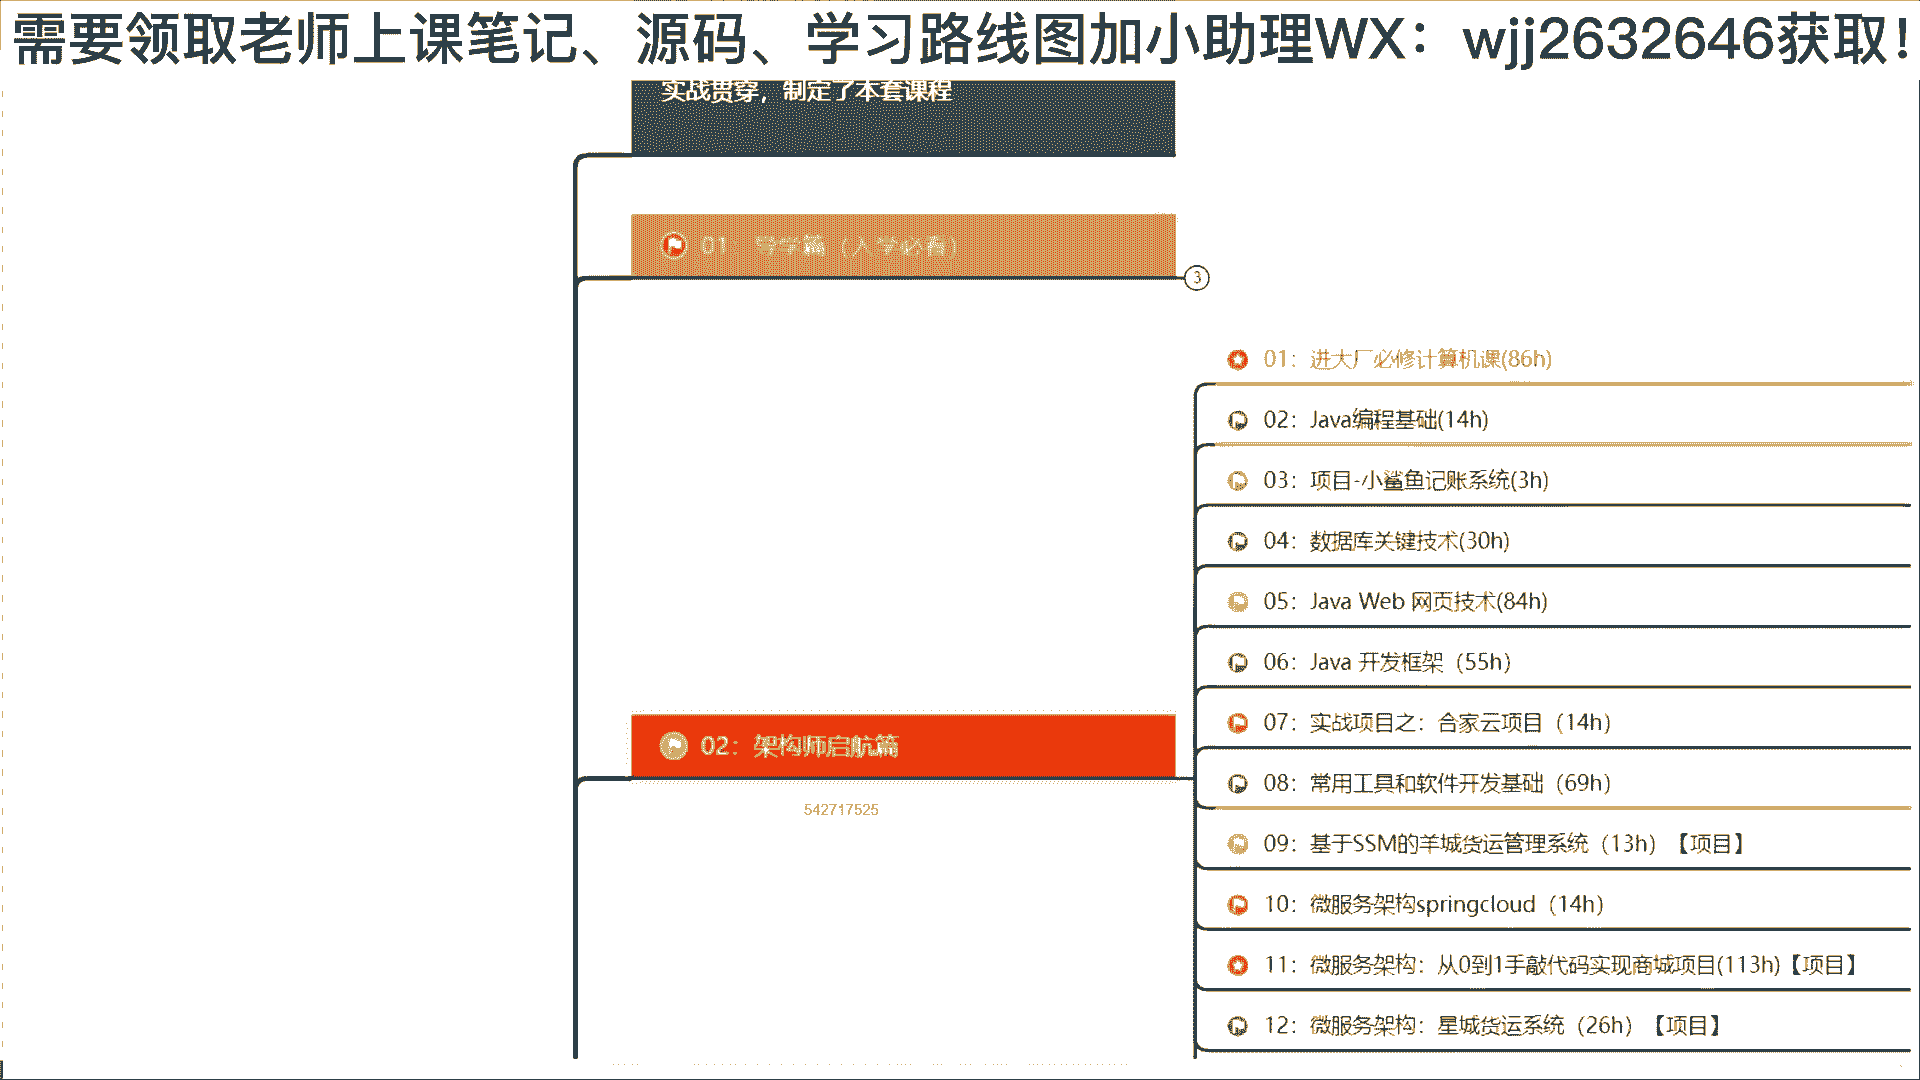 需要领取老师上课笔记、源码、学习路线图加小助理WX：wjj2632646获取!
实战贯穿，制定了本套课程
01：导学篇（入学必看）
3
01：进大厂必修计算机课(86h)
02：Java编程基础(14h)
03：项目-小鲨鱼记账系统(3h)
04：数据库关键技术(30h)
05：Java Web 网页技术(84h)
06：Java 开发框架（55h）
07：实战项目之：合家云项目（14h）
02：架构师启航篇
08：常用工具和软件开发基础（69h）
542717525
09：基于SSM的羊城货运管理系统（13h）【项目】
10：微服务架构springcloud（14h）
11：微服务架构：从0到1手敲代码实现商城项目(113h)【项目】
12：微服务架构：星城货运系统（26h）【项目】